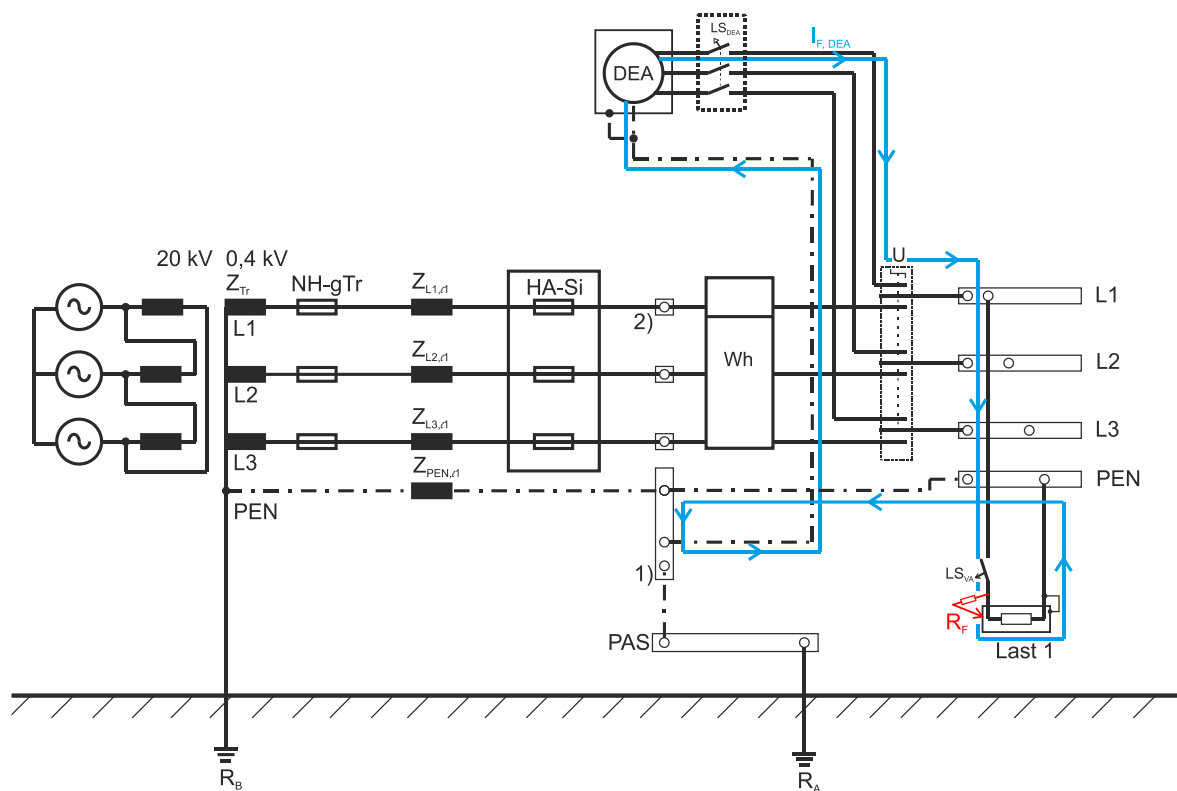 LS_DEA
I_F, DEA
DEA
U
20 kV 0,4 kV
Z_Tr
NH-gTr
Z_L1,ℓ1
HA-Si
L1
L1
2)
Z_L2,ℓ1
Wh
L2
L2
Z_L3,ℓ1
L3
L3
Z_PEN,ℓ1
PEN
PEN
1)
LS_VA
R_F
PAS
Last 1
R_B
R_A